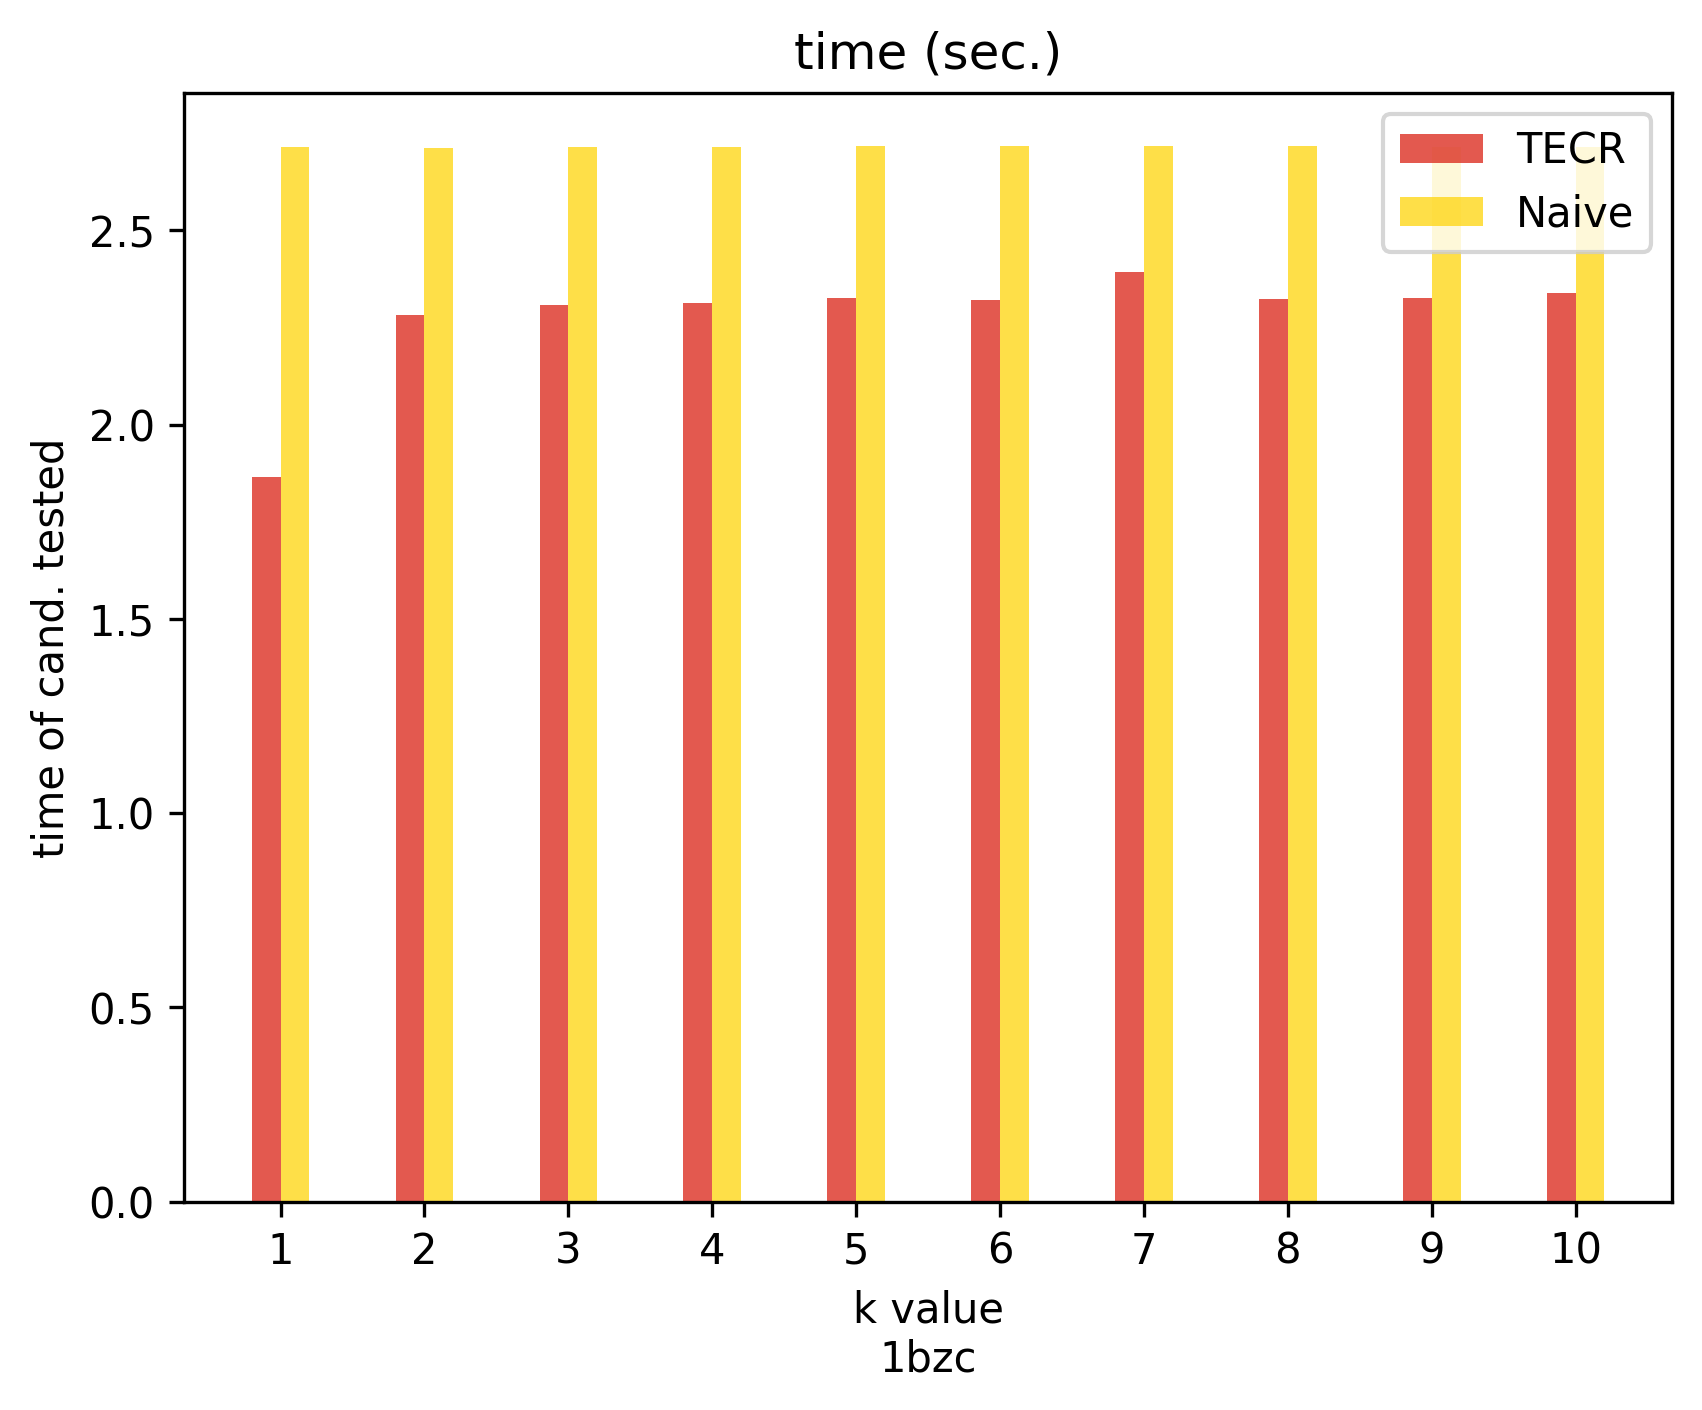 time (sec.)
TECR
Naive
time of cand. tested
2.5
2.0
1.5
1.0
0.5
0.0
1 2 3 4 5 6 7 8 9 10
k value
1bzc